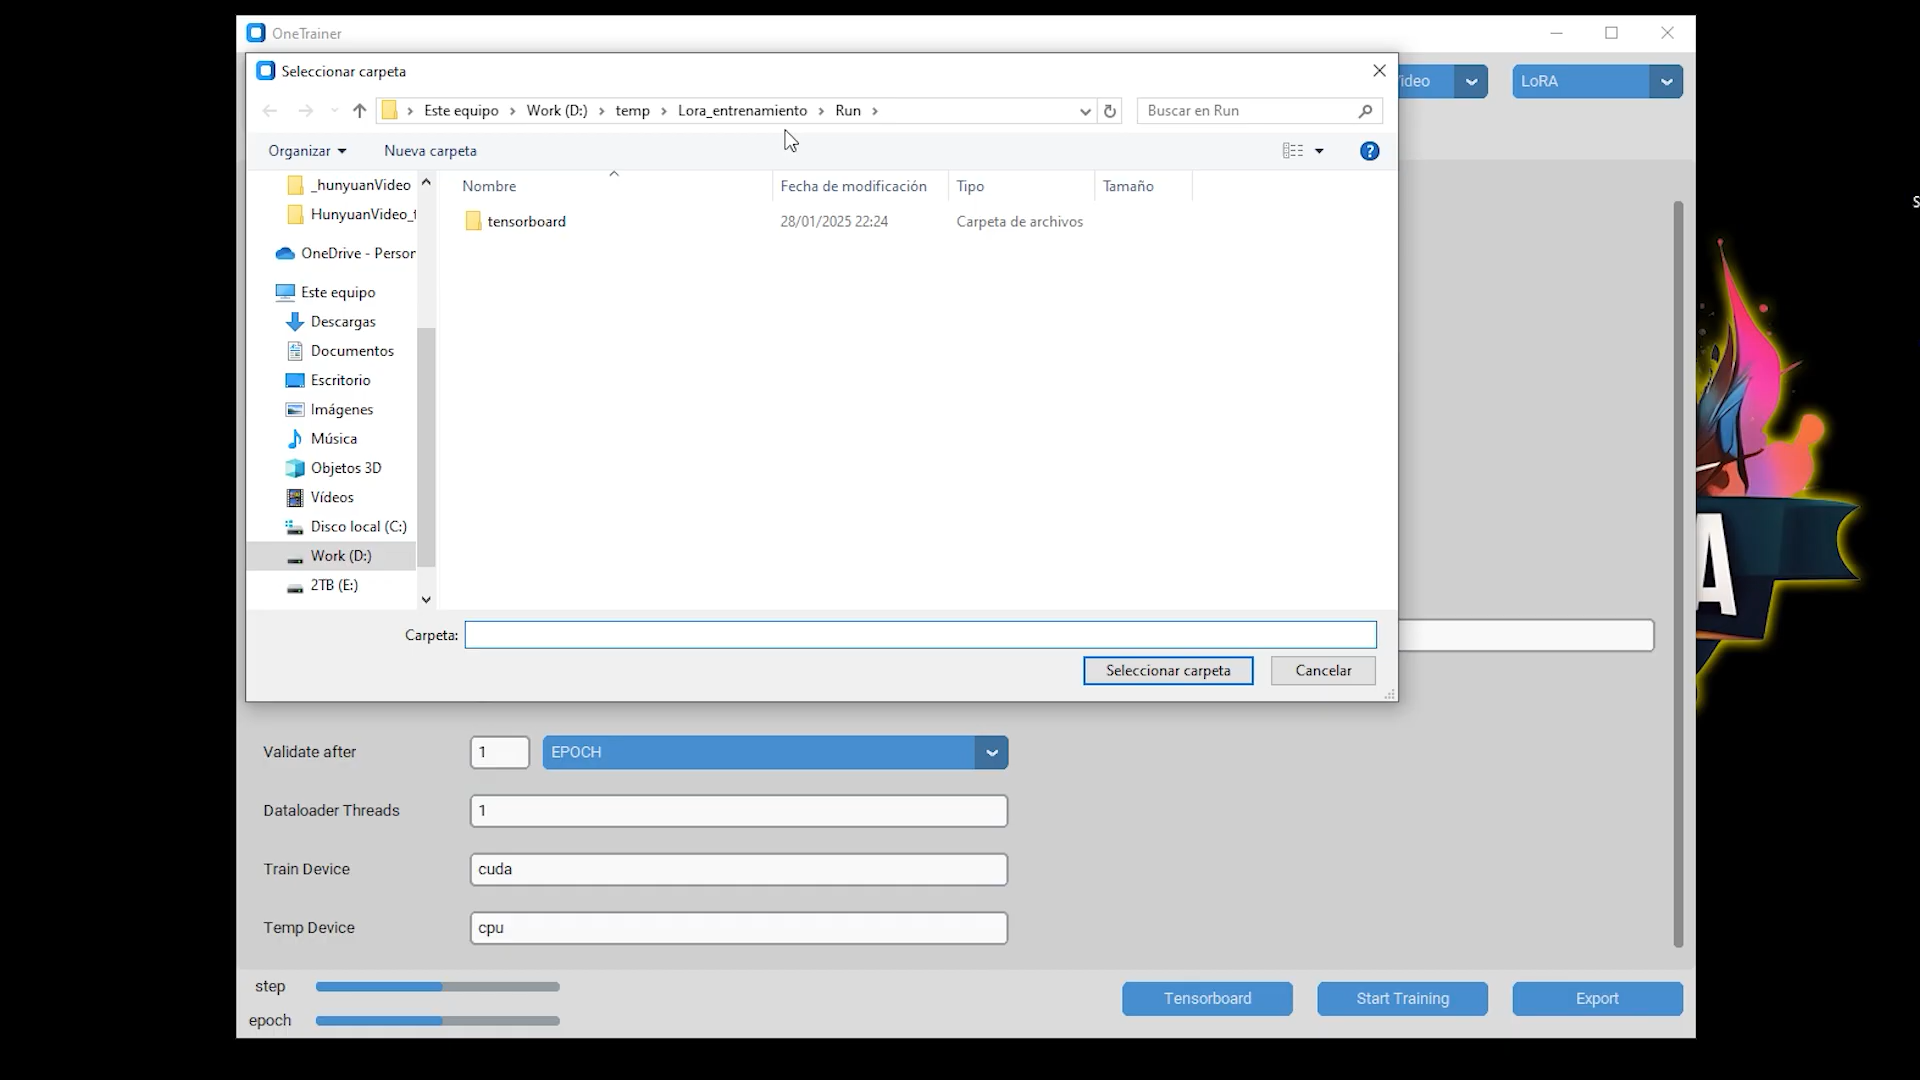 OneTrainer
Seleccionar carpeta
Este equipo > Work (D:) > temp > Lora_entrenamiento > Run >
Buscar en Run
LoRA
Organizar
Nueva carpeta
?
Nombre
Fecha de modificación
Tipo
Tamaño
tensorboard
28/01/2025 22:24
Carpeta de archivos
_hunyuanVideo
OneDrive - Person
Este equipo
Descargas
Documentos
Escritorio
Imágenes
Música
Objetos 3D
Vídeos
Disco local (C:)
Work (D:)
2TB (E:)
Carpeta:
Seleccionar carpeta
Cancelar
A
Validate after
1
EPOCH
Dataloader Threads
1
Train Device
cuda
Temp Device
cpu
step
epoch
Tensorboard
Start Training
Export